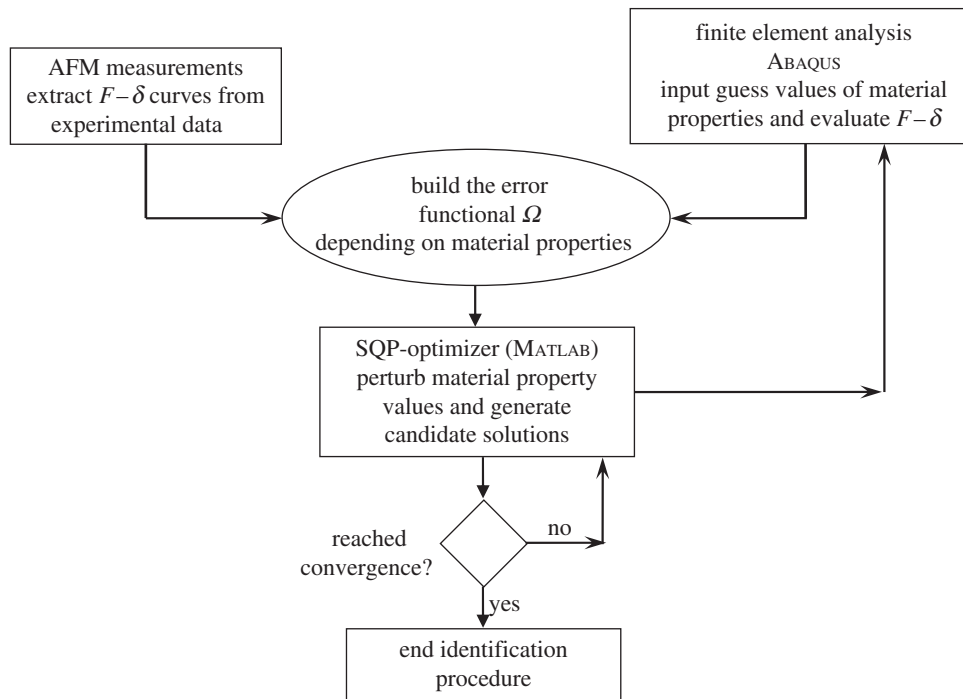 AFM measurements
extract F–δ curves from
experimental data
finite element analysis
ABAQUS
input guess values of material
properties and evaluate F–δ
build the error
functional Ω
depending on material properties
SQP-optimizer (MATLAB)
perturb material property
values and generate
candidate solutions
reached
convergence?
no
yes
end identification
procedure